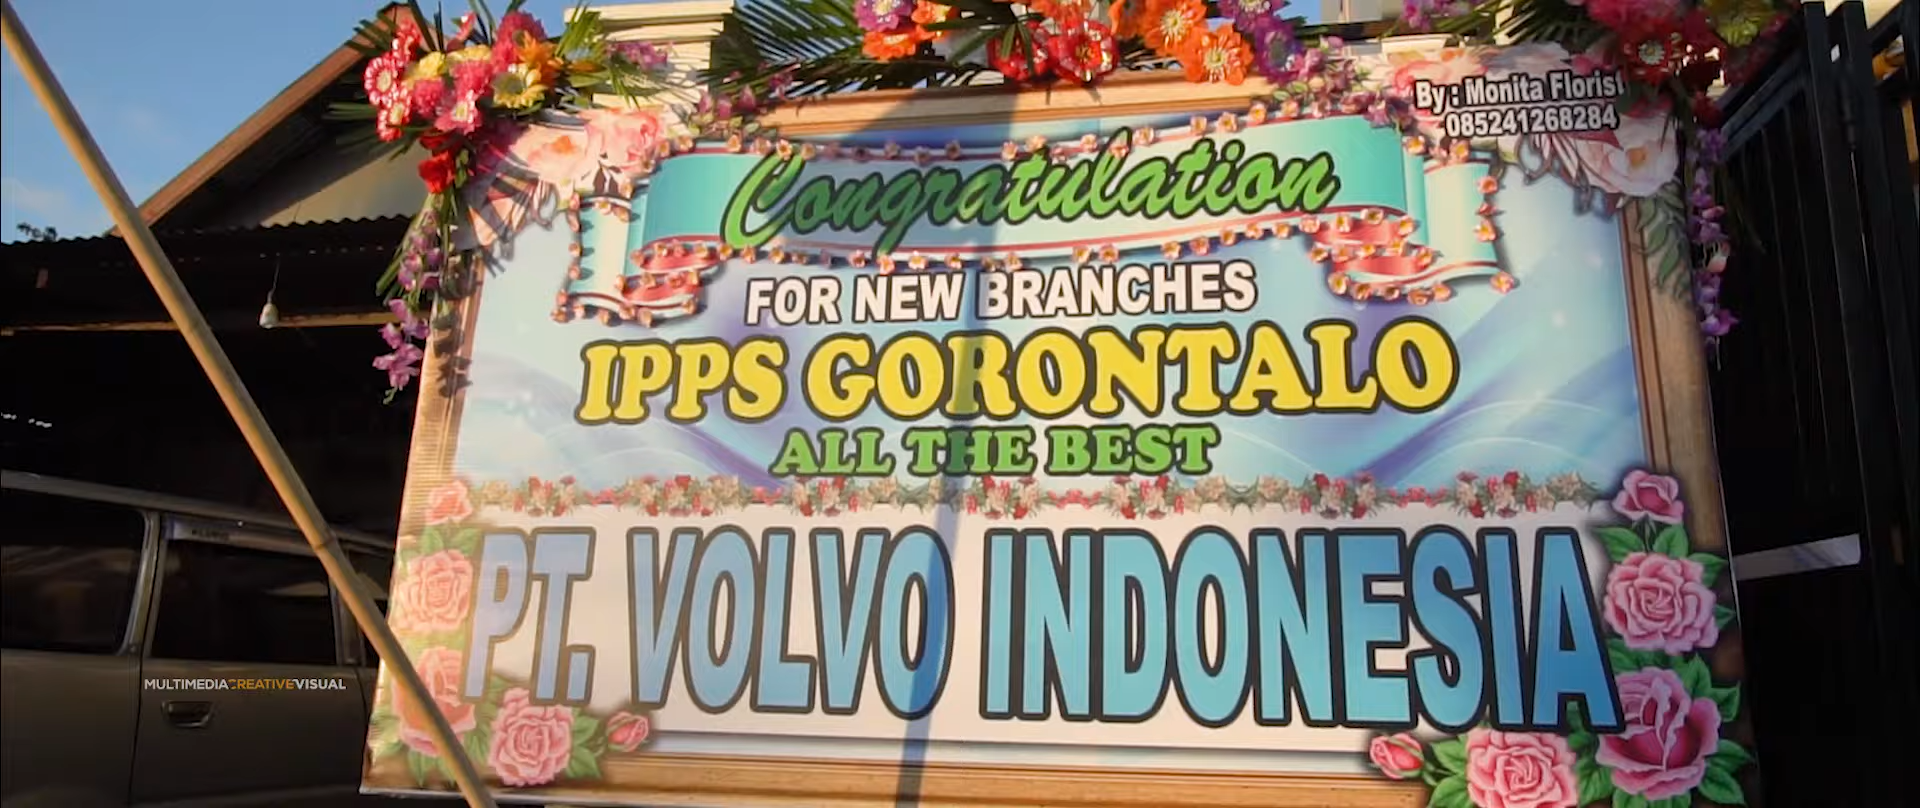 By : Monita Florist
085241268284
Congratulation
FOR NEW BRANCHES
IPPS GORONTALO
ALL THE BEST
PT. VOLVO INDONESIA
MULTIMEDIACREATIVEVISUAL